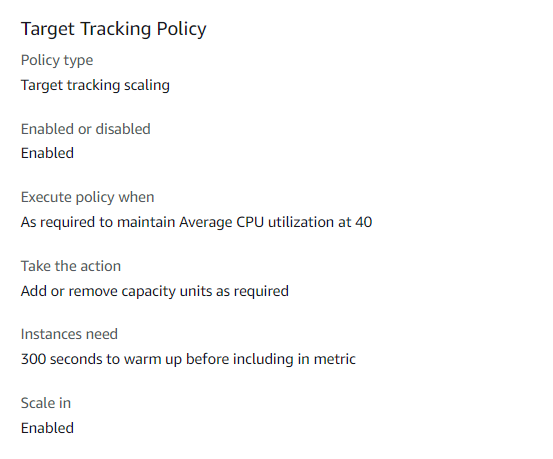 Target Tracking Policy
Policy type
Target tracking scaling
Enabled or disabled
Enabled
Execute policy when
As required to maintain Average CPU utilization at 40
Take the action
Add or remove capacity units as required
Instances need
300 seconds to warm up before including in metric
Scale in
Enabled